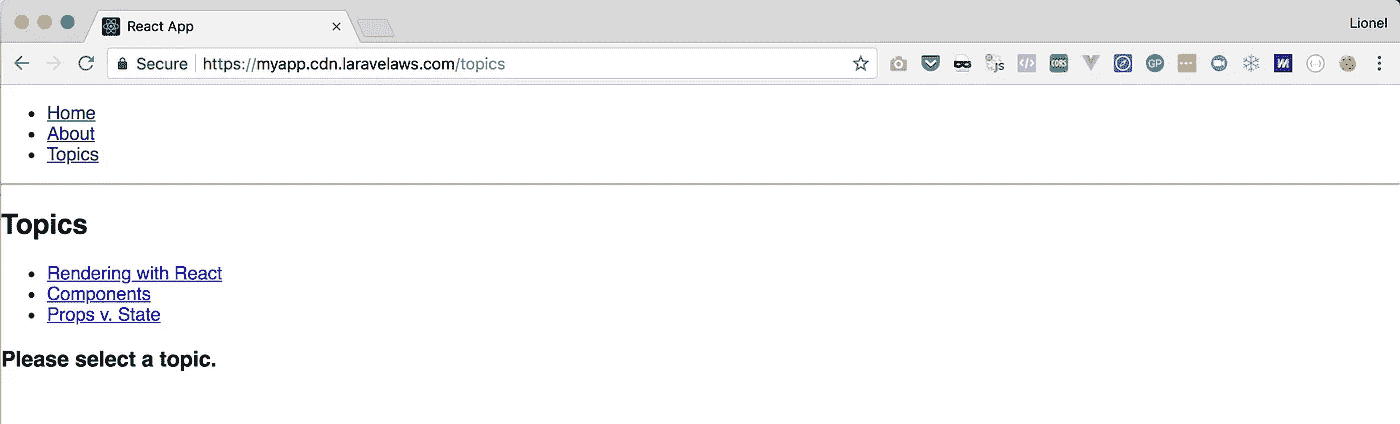 React App
Lionel
Secure https://myapp.cdn.laravelaws.com/topics
JS </> CORS GP
Home
About
Topics
Topics
Rendering with React
Components
Props v. State
Please select a topic.